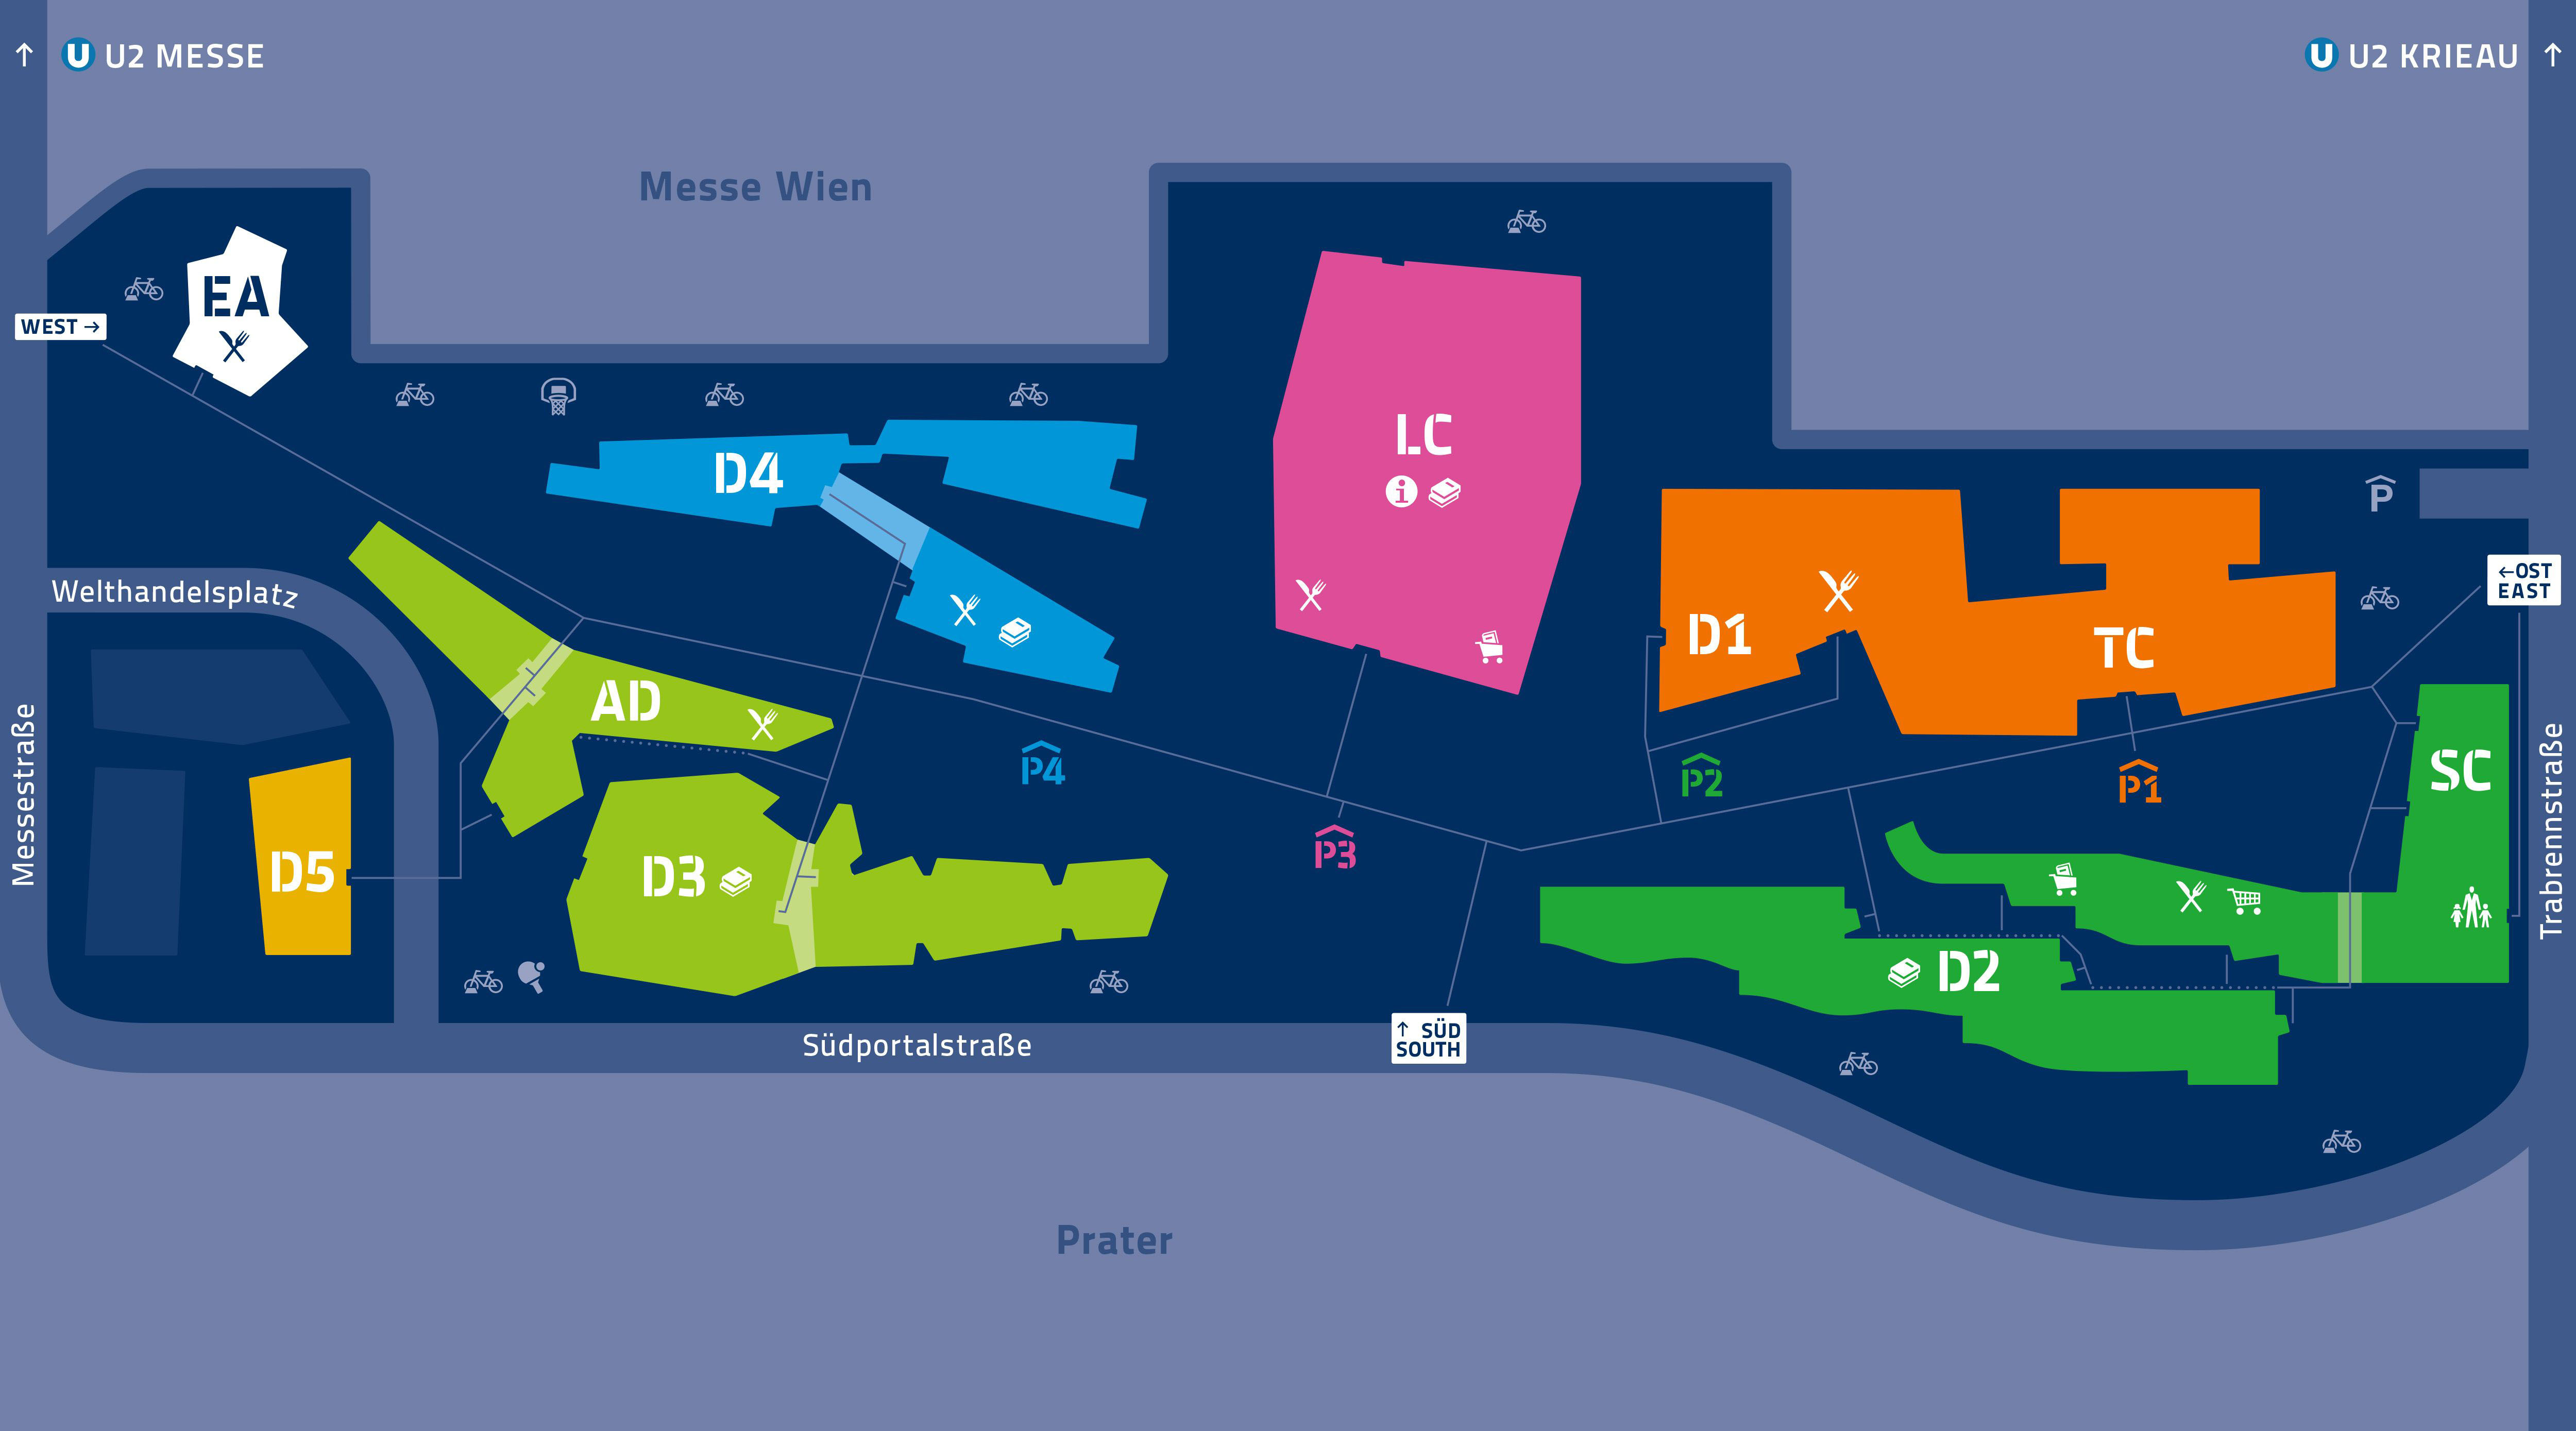 ↑ U U2 MESSE
U U2 KRIEAU ↑
Messe Wien
EA
WEST →
LC
i
D4
P
←OST
EAST
Welthandelsplatz
D1
TC
AD
P4
P2
P1
SC
Messestraße
Trabrennstraße
D5
D3
P3
D2
Südportalstraße
↑ SÜD
SOUTH
Prater